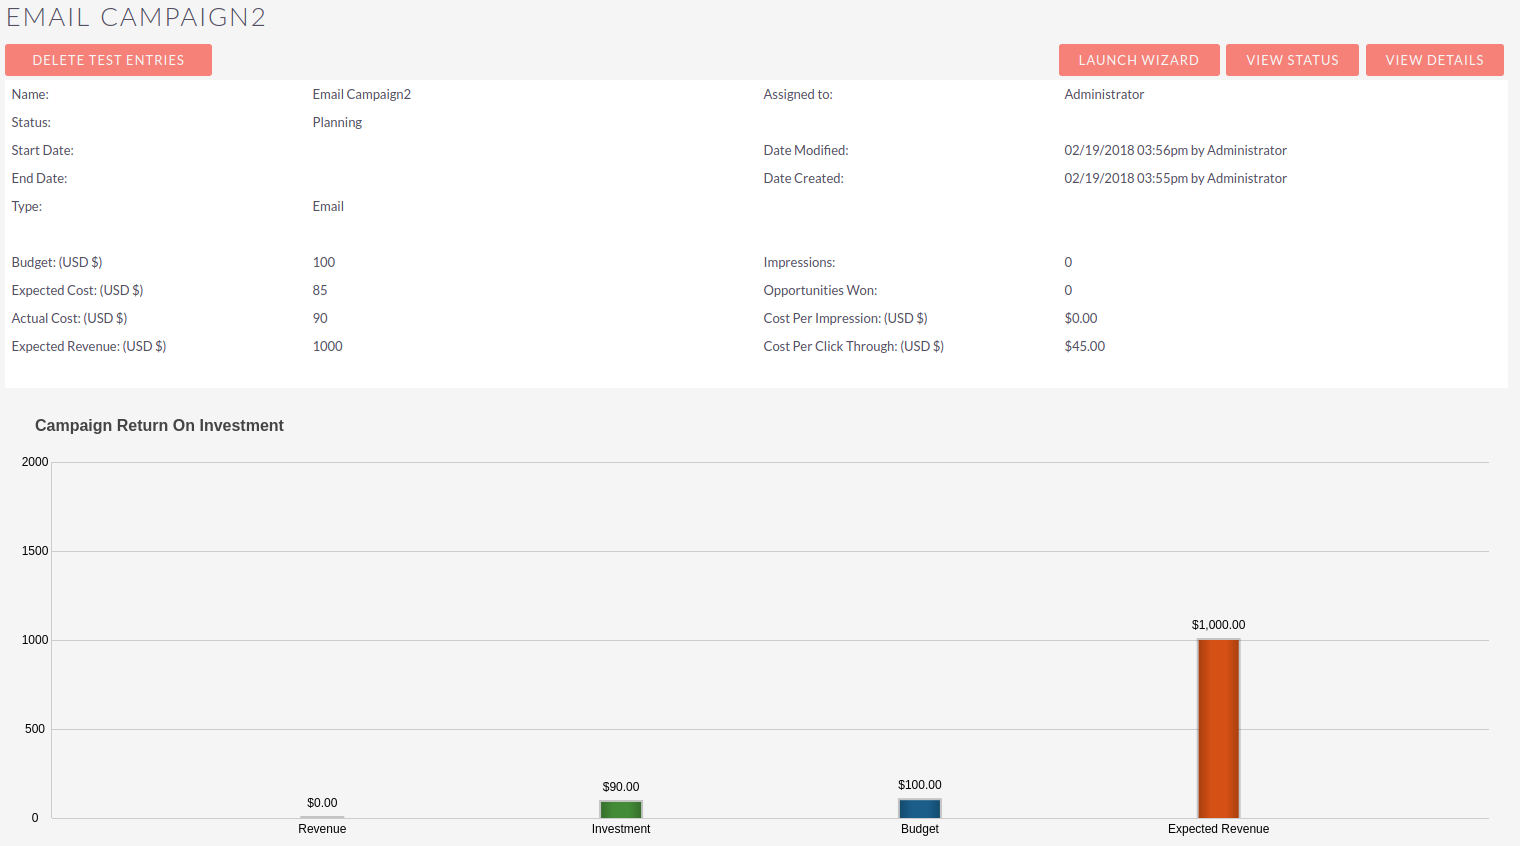 EMAIL CAMPAIGN2
DELETE TEST ENTRIES LAUNCH WIZARD VIEW STATUS VIEW DETAILS
Name: Email Campaign2 Assigned to: Administrator
Status: Planning
Start Date: Date Modified: 02/19/2018 03:56pm by Administrator
End Date: Date Created: 02/19/2018 03:55pm by Administrator
Type: Email
Budget: (USD $) 100 Impressions: 0
Expected Cost: (USD $) 85 Opportunities Won: 0
Actual Cost: (USD $) 90 Cost Per Impression: (USD $) $0.00
Expected Revenue: (USD $) 1000 Cost Per Click Through: (USD $) $45.00
Campaign Return On Investment
2000
1500
$1,000.00
1000
500
$100.00
$90.00
$0.00
0
Revenue Investment Budget Expected Revenue